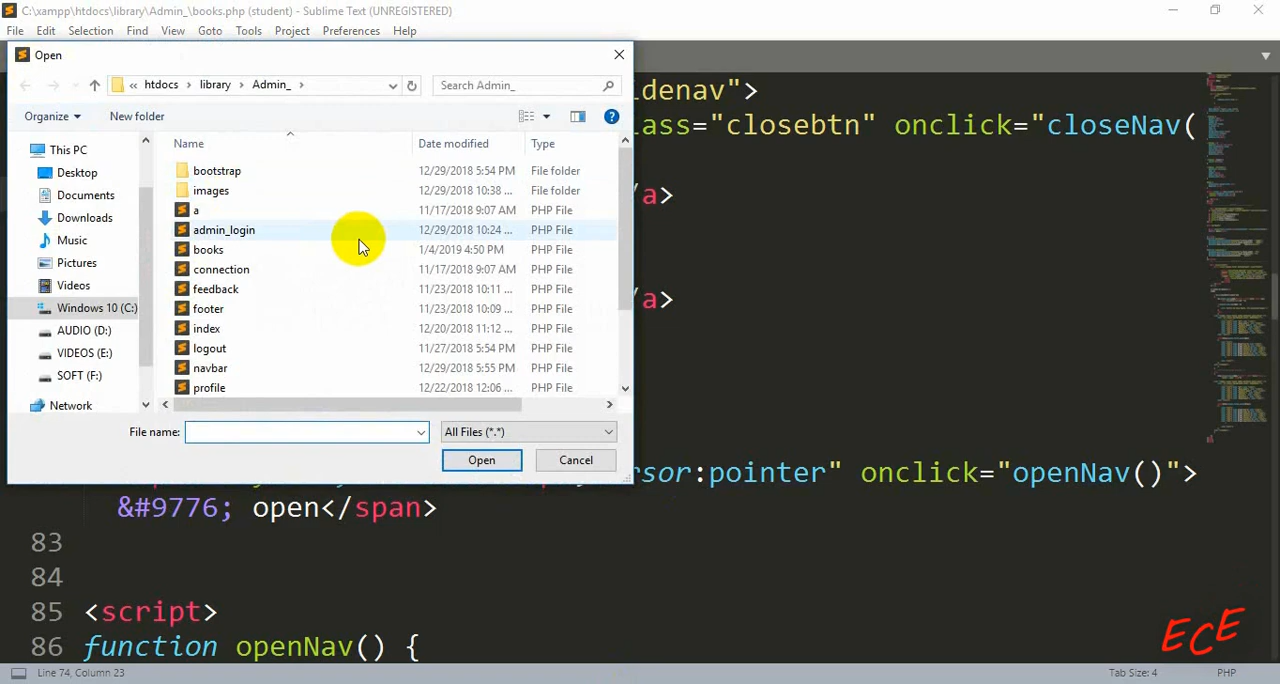 C:\xampp\htdocs\library\Admin_\books.php (student) - Sublime Text (UNREGISTERED)
File Edit Selection Find View Goto Tools Project Preferences Help
Open
« htdocs › library › Admin_ ›
Search Admin_
Organize
New folder
Name Date modified Type
This PC
Desktop
Documents
Downloads
Music
Pictures
Videos
Windows 10 (C:)
AUDIO (D:)
VIDEOS (E:)
SOFT (F:)
Network
bootstrap 12/29/2018 5:54 PM File folder
images 12/29/2018 10:38 ... File folder
a 11/17/2018 9:07 AM PHP File
admin_login 12/29/2018 10:24 ... PHP File
books 1/4/2019 4:50 PM PHP File
connection 11/17/2018 9:07 AM PHP File
feedback 11/23/2018 10:11 ... PHP File
footer 11/23/2018 10:09 ... PHP File
index 12/20/2018 11:12 ... PHP File
logout 11/27/2018 5:54 PM PHP File
navbar 12/29/2018 5:55 PM PHP File
profile 12/22/2018 12:06 ... PHP File
File name:
All Files (*.*)
Open Cancel
idenav">
lass="closebtn" onclick="closeNav(
/a>
/a>
rsor:pointer" onclick="openNav()">
&#9776; open</span>
83
84
85 <script>
86 function openNav() {
ECE
Line 74, Column 23
Tab Size: 4
PHP